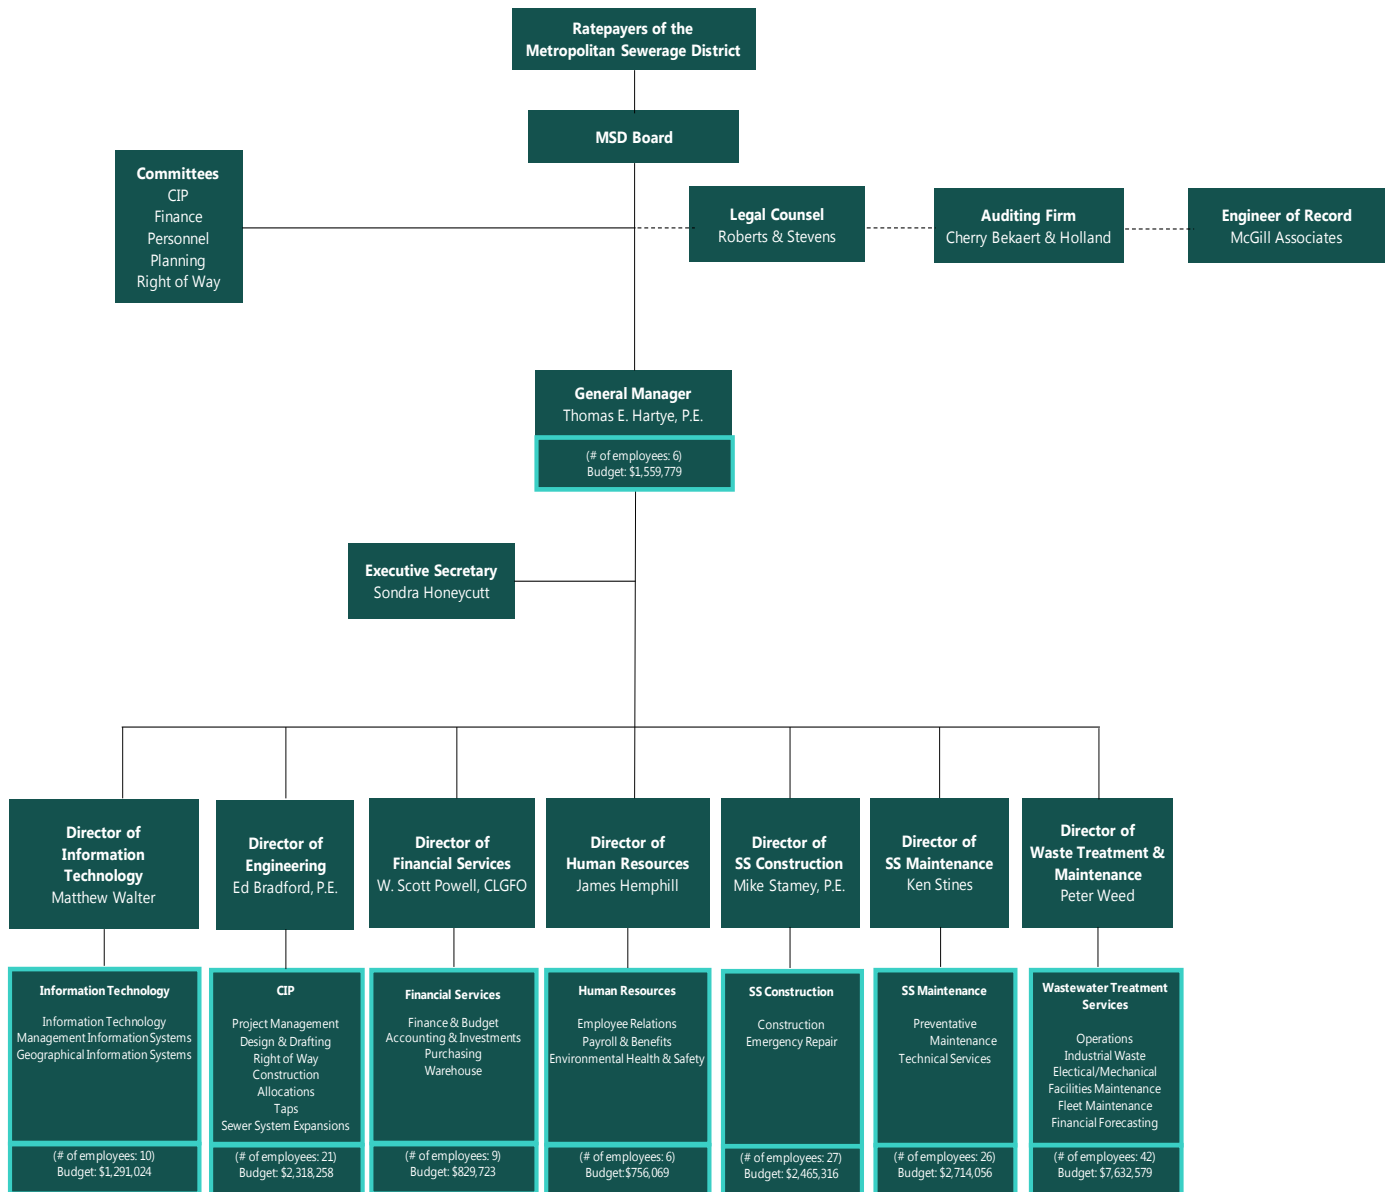 Ratepayers of the
Metropolitan Sewerage District
MSD Board
Committees
CIP
Finance
Personnel
Planning
Right of Way
Legal Counsel
Roberts & Stevens
Auditing Firm
Cherry Bekaert & Holland
Engineer of Record
McGill Associates
General Manager
Thomas E. Hartye, P.E.
(# of employees: 6)
Budget: $1,559,779
Executive Secretary
Sondra Honeycutt
Director of
Information
Technology
Matthew Walter
Director of
Engineering
Ed Bradford, P.E.
Director of
Financial Services
W. Scott Powell, CLGFO
Director of
Human Resources
James Hemphill
Director of
SS Construction
Mike Stamey, P.E.
Director of
SS Maintenance
Ken Stines
Director of
Waste Treatment &
Maintenance
Peter Weed
Information Technology
Information Technology
Management Information Systems
Geographical Information Systems
(# of employees: 10)
Budget: $1,291,024
CIP
Project Management
Design & Drafting
Right of Way
Construction
Allocations
Taps
Sewer System Expansions
(# of employees: 21)
Budget: $2,318,258
Financial Services
Finance & Budget
Accounting & Investments
Purchasing
Warehouse
(# of employees: 9)
Budget: $829,723
Human Resources
Employee Relations
Payroll & Benefits
Environmental Health & Safety
(# of employees: 6)
Budget:$756,069
SS Construction
Construction
Emergency Repair
(# of employees: 27)
Budget: $2,465,316
SS Maintenance
Preventative
Maintenance
Technical Services
(# of employees: 26)
Budget: $2,714,056
Wastewater Treatment
Services
Operations
Industrial Waste
Electical/Mechanical
Facilities Maintenance
Fleet Maintenance
Financial Forecasting
(# of employees: 42)
Budget: $7,632,579